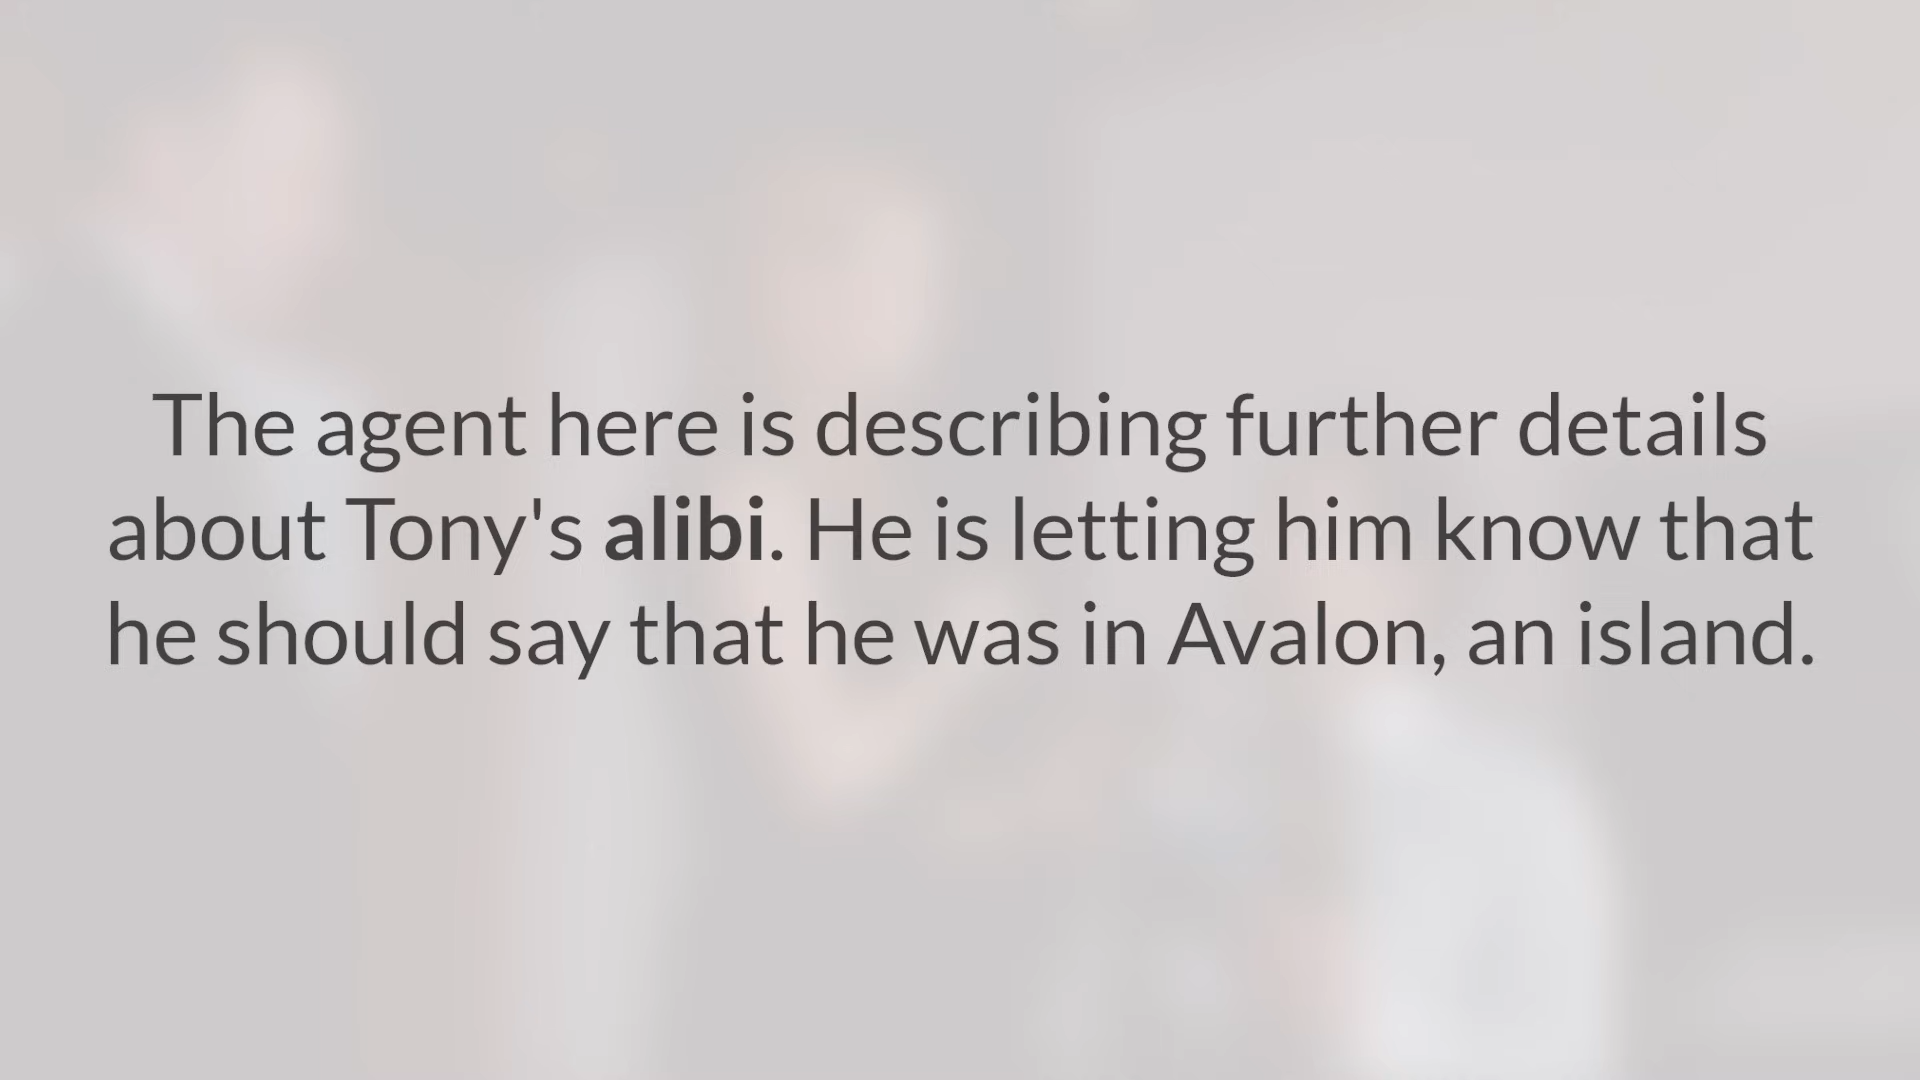 The agent here is describing further details
about Tony's alibi. He is letting him know that
he should say that he was in Avalon, an island.